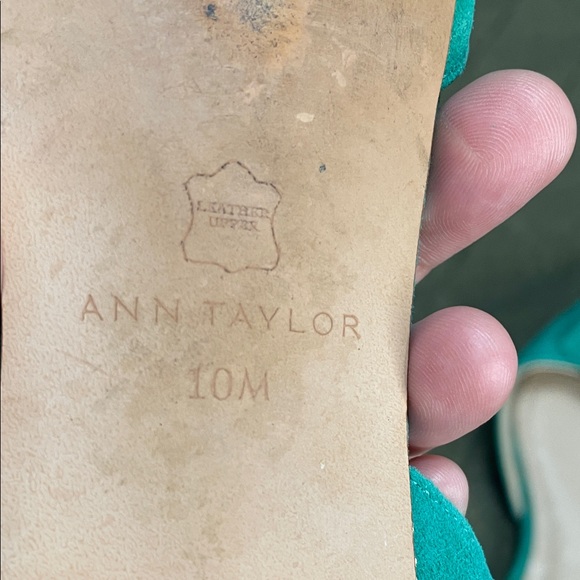 LEATHER
UPPER
ANN TAYLOR
10M